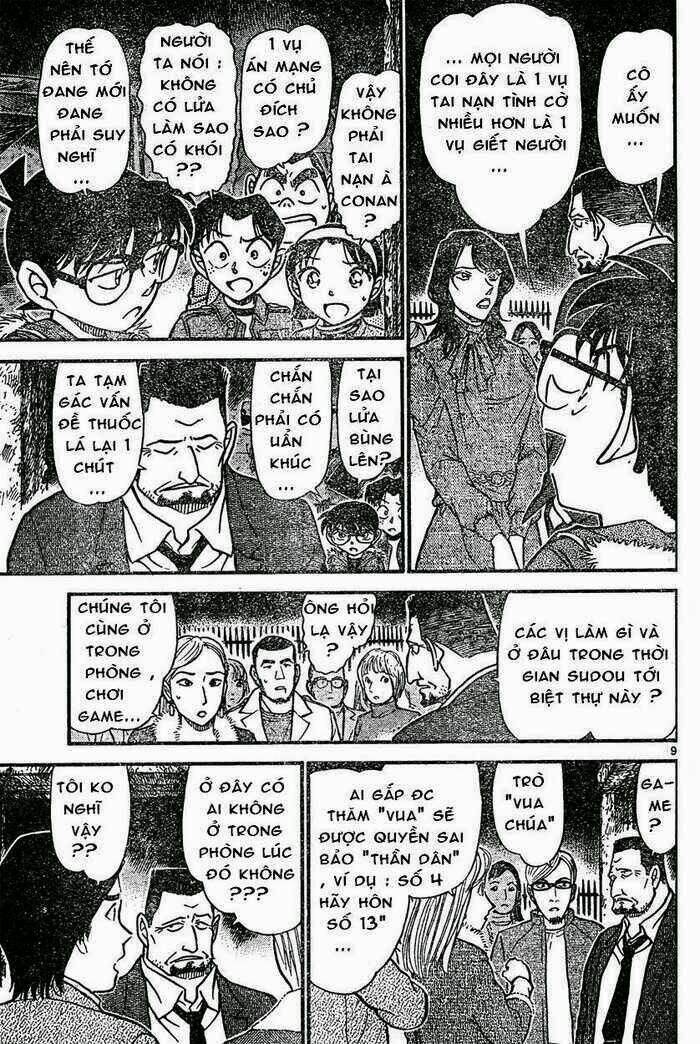 CÔ
ẤY
MUỐN
...
... MỌI NGƯỜI
COI ĐÂY LÀ 1 VỤ
TAI NẠN TÌNH CỜ
NHIỀU HƠN LÀ 1
VỤ GIẾT NGƯỜI
...
VẬY
KHÔNG
PHẢI
TAI
NẠN À
CONAN?
1 VỤ
ÁN MẠNG
CÓ CHỦ
ĐÍCH
SAO ?
NGƯỜI
TA NÓI :
KHÔNG
CÓ LỬA
LÀM SAO
CÓ KHÓI
??
THẾ
NÊN TỚ
ĐANG MỚI
ĐANG
PHẢI SUY
NGHĨ
...
TẠI
SAO
LỬA
BÙNG
LÊN?
CHẮN
CHẮN
PHẢI CÓ
UẨN
KHÚC
TA TẠM
GÁC VẤN
ĐỀ THUỐC
LÁ LẠI 1
CHÚT
...
CÁC VỊ LÀM GÌ VÀ
Ở ĐÂU TRONG THỜI
GIAN SUDOU TỚI
BIỆT THỰ NÀY ?
ÔNG HỎI
LẠ VẬY
?
CHÚNG TÔI
CÙNG Ở
TRONG
PHÒNG ,
CHƠI
GAME...
9
GA-
ME?
TRÒ
"VUA
CHÚA"
AI GẮP ĐC
THĂM "VUA" SẼ
ĐƯỢC QUYỀN SAI
BẢO "THẦN DÂN"
, VÍ DỤ : SỐ 4
HÃY HÔN
SỐ 13"
...
Ở ĐÂY CÓ
AI KHÔNG
Ở TRONG
PHÒNG LÚC
ĐÓ KHÔNG
???
TÔI KO
NGHĨ
VẬY
??